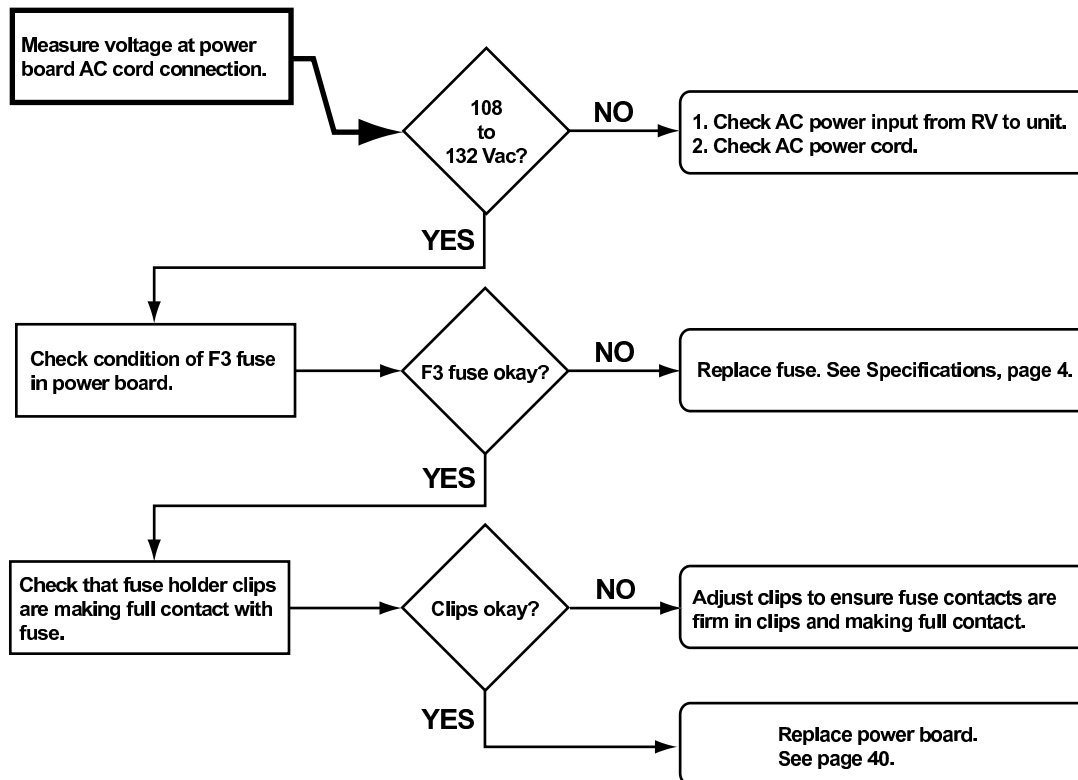 Measure voltage at power
board AC cord connection.
108
to
132 Vac?
NO
1. Check AC power input from RV to unit.
2. Check AC power cord.
YES
Check condition of F3 fuse
in power board.
F3 fuse okay?
NO
Replace fuse. See Specifications, page 4.
YES
Check that fuse holder clips
are making full contact with
fuse.
Clips okay?
NO
Adjust clips to ensure fuse contacts are
firm in clips and making full contact.
YES
Replace power board.
See page 40.